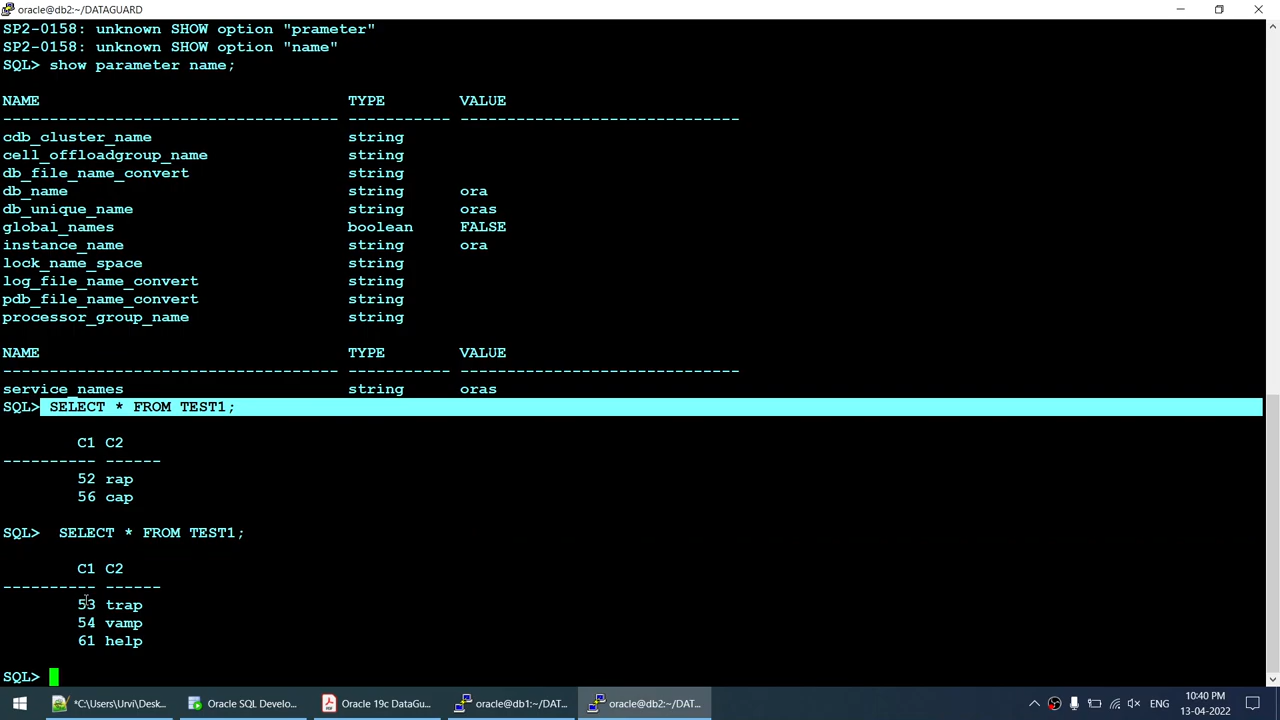 oracle@db2:~/DATAGUARD
SP2-0158: unknown SHOW option "prameter"
SP2-0158: unknown SHOW option "name"
SQL> show parameter name;
NAME TYPE VALUE
------------------------------------ ----------- ------------------------------
cdb_cluster_name string
cell_offloadgroup_name string
db_file_name_convert string
db_name string ora
db_unique_name string oras
global_names boolean FALSE
instance_name string ora
lock_name_space string
log_file_name_convert string
pdb_file_name_convert string
processor_group_name string
NAME TYPE VALUE
------------------------------------ ----------- ------------------------------
service_names string oras
SQL> SELECT * FROM TEST1;
C1 C2
---------- ------
52 rap
56 cap
SQL>  SELECT * FROM TEST1;
C1 C2
---------- ------
53 trap
54 vamp
61 help
SQL>
*C:\Users\Urvi\Desk... Oracle SQL Develo... Oracle 19c DataGu... oracle@db1:~/DAT... oracle@db2:~/DAT... ENG 10:40 PM
13-04-2022